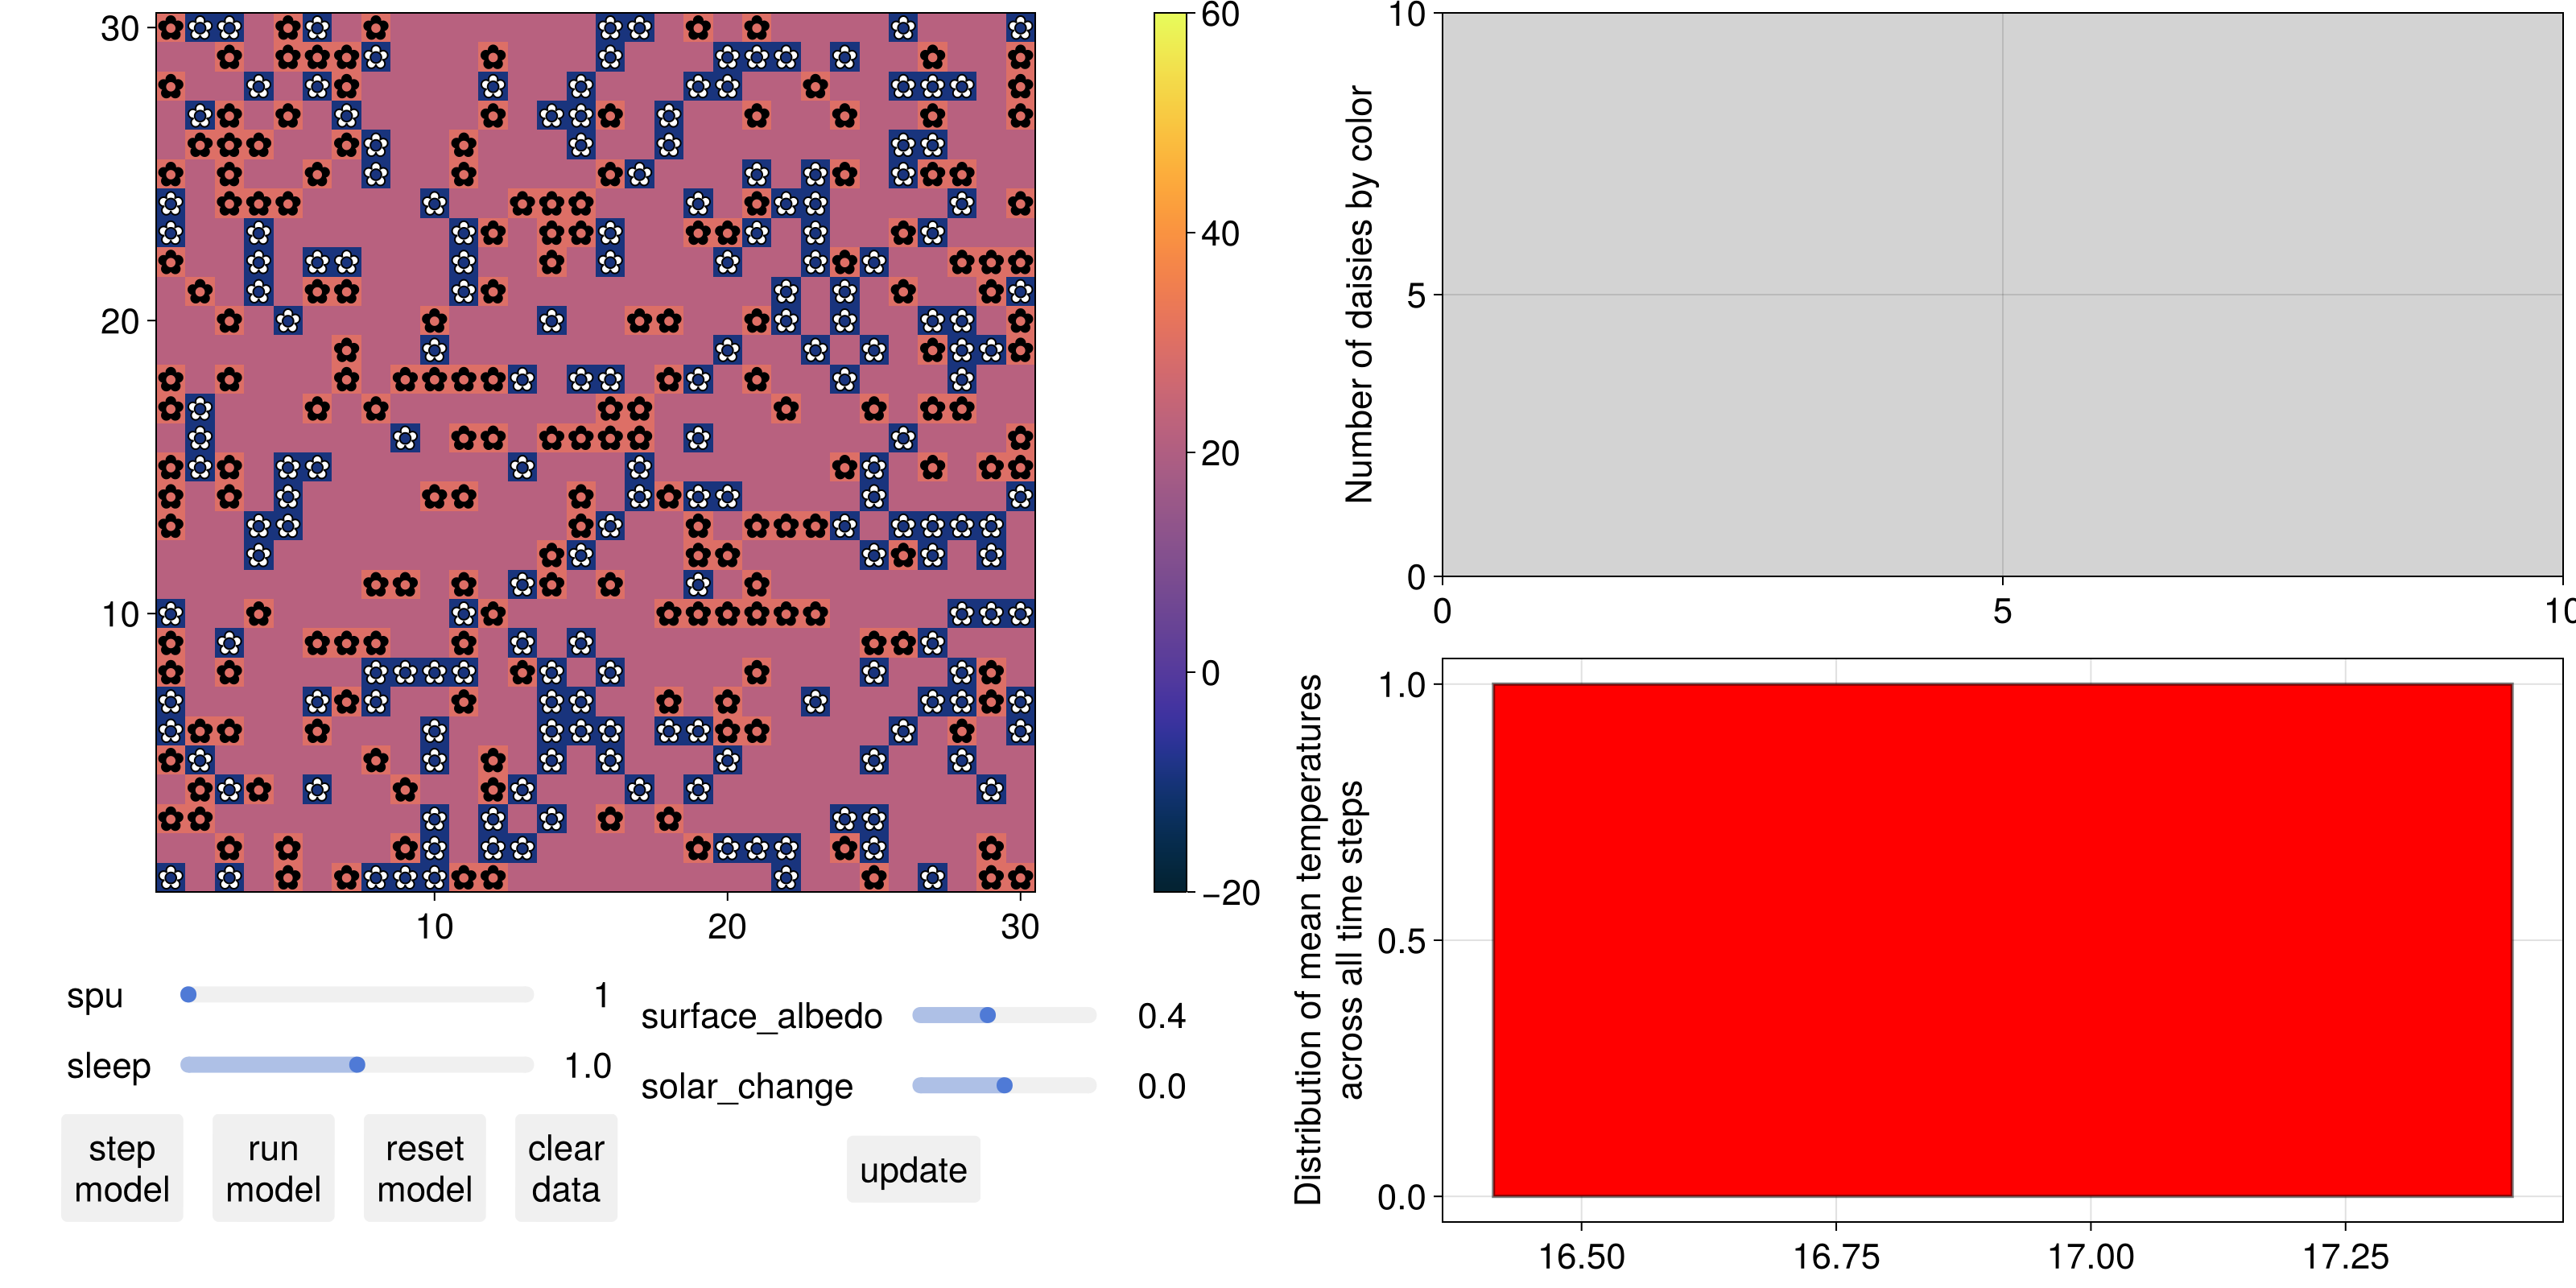 30
20
10
10
20
30
60
40
20
0
−20
Number of daisies by color
10
5
0
0
5
10
Distribution of mean temperatures
across all time steps
1.0
0.5
0.0
16.50
16.75
17.00
17.25
spu
1
sleep
1.0
surface_albedo
0.4
solar_change
0.0
step
model
run
model
reset
model
clear
data
update